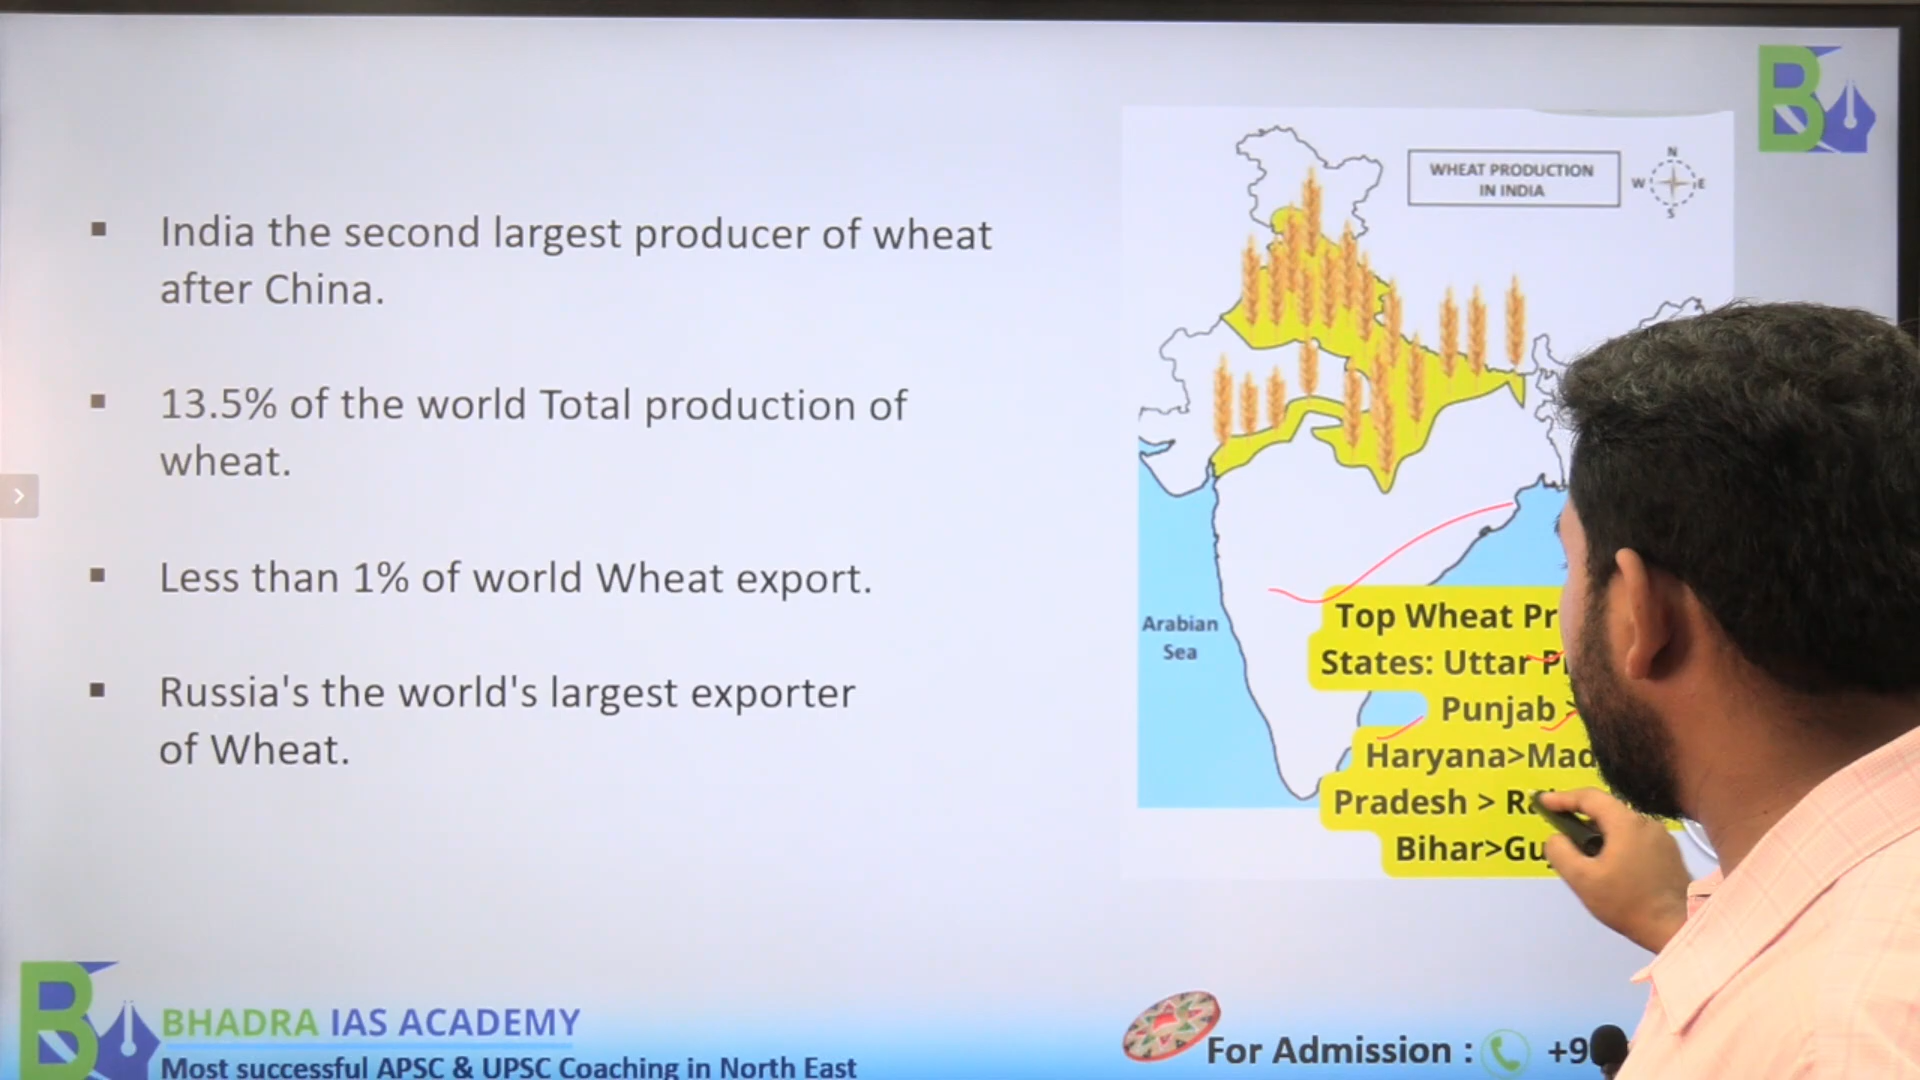 India the second largest producer of wheat
after China.
13.5% of the world Total production of
wheat.
Less than 1% of world Wheat export.
Russia's the world's largest exporter
of Wheat.
WHEAT PRODUCTION
IN INDIA
N
W E
S
Arabian
Sea
Top Wheat
States: Uttar
Punjab >
Haryana>
Pradesh >
Bihar>
BHADRA IAS ACADEMY
Most successful APSC & UPSC Coaching in North East
For Admission : +9